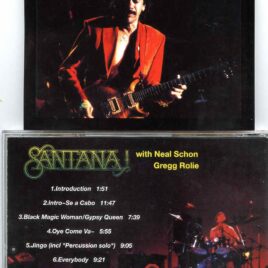 SANTANA!
with Neal Schon
Gregg Rolie
1.Introduction 1:51
2.Intro–Se a Cabo 11:47
3.Black Magic Woman/Gypsy Queen 7:39
4.Oye Come Va– 5:55
5.Jingo (incl "Percussion solo") 9:05
6.Everybody 9:21